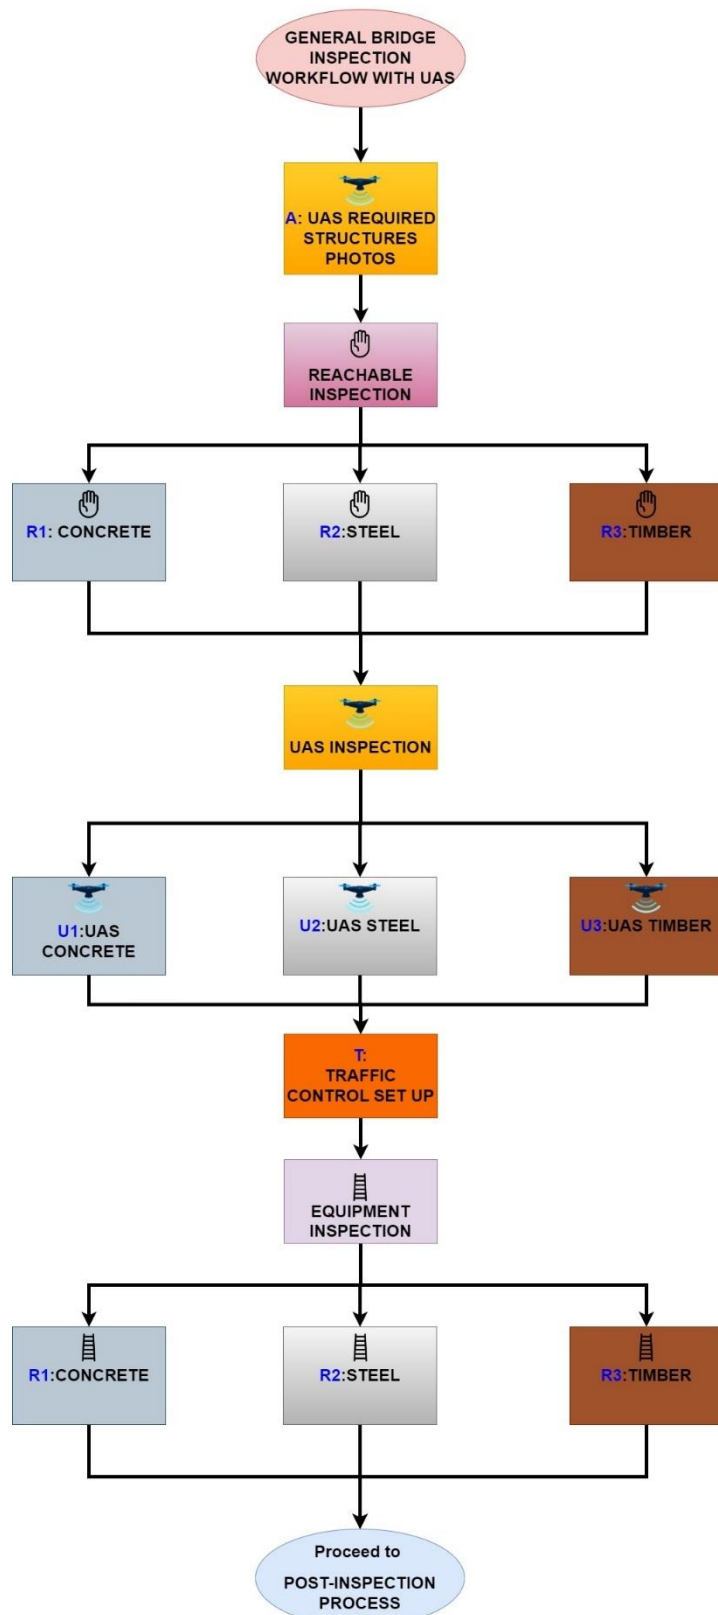 GENERAL BRIDGE
INSPECTION
WORKFLOW WITH UAS
A: UAS REQUIRED
STRUCTURES
PHOTOS
REACHABLE
INSPECTION
R1: CONCRETE
R2:STEEL
R3:TIMBER
UAS INSPECTION
U1:UAS
CONCRETE
U2:UAS STEEL
U3:UAS TIMBER
T:
TRAFFIC
CONTROL SET UP
EQUIPMENT
INSPECTION
R1:CONCRETE
R2:STEEL
R3:TIMBER
Proceed to
POST-INSPECTION
PROCESS